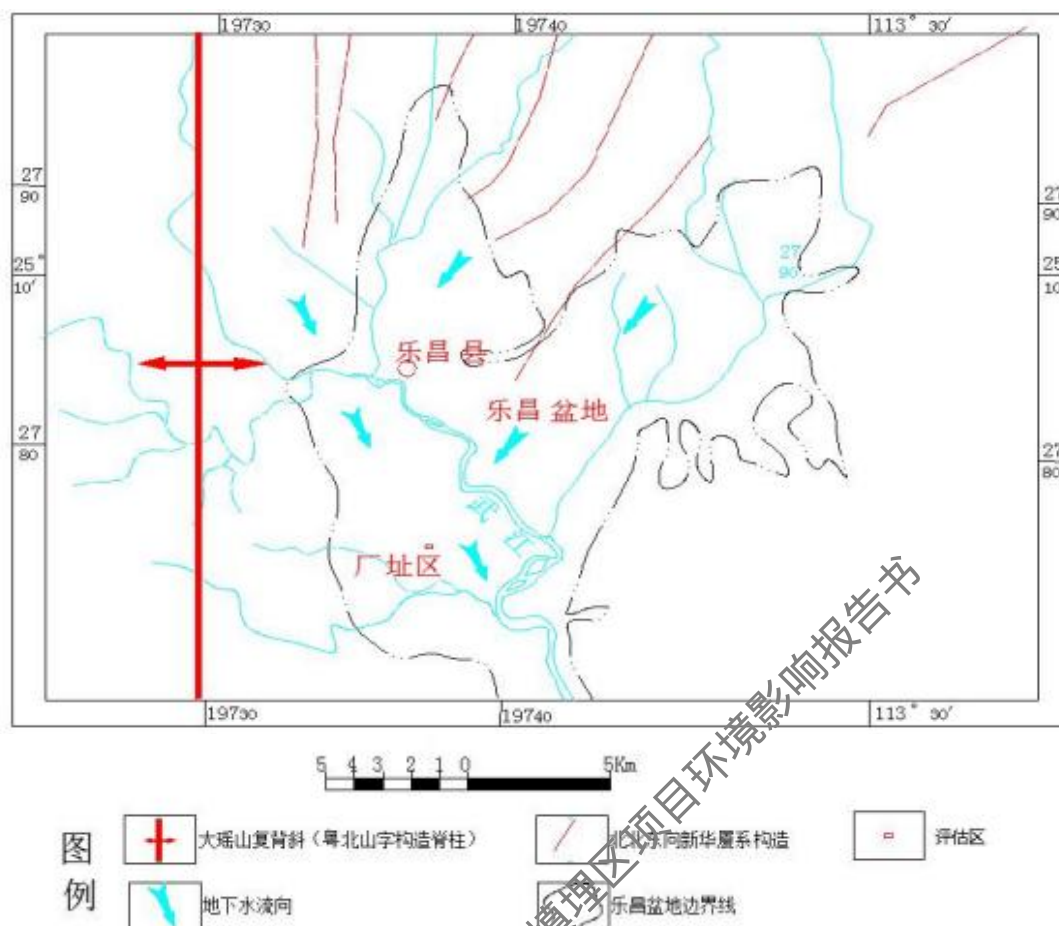 19730 19740 113° 30′
27 90
27 90
25° 10′
25 10
27 90
乐昌县
乐昌盆地
27 80
27 80
武
江
厂址区
19730 19740 113° 30′
5 4 3 2 1 0 5Km
图例
大瑶山复背斜（粤北山字构造脊柱）
北北东向新华厦系构造
评估区
地下水流向
乐昌盆地边界线
填埋区项目环境影响报告书